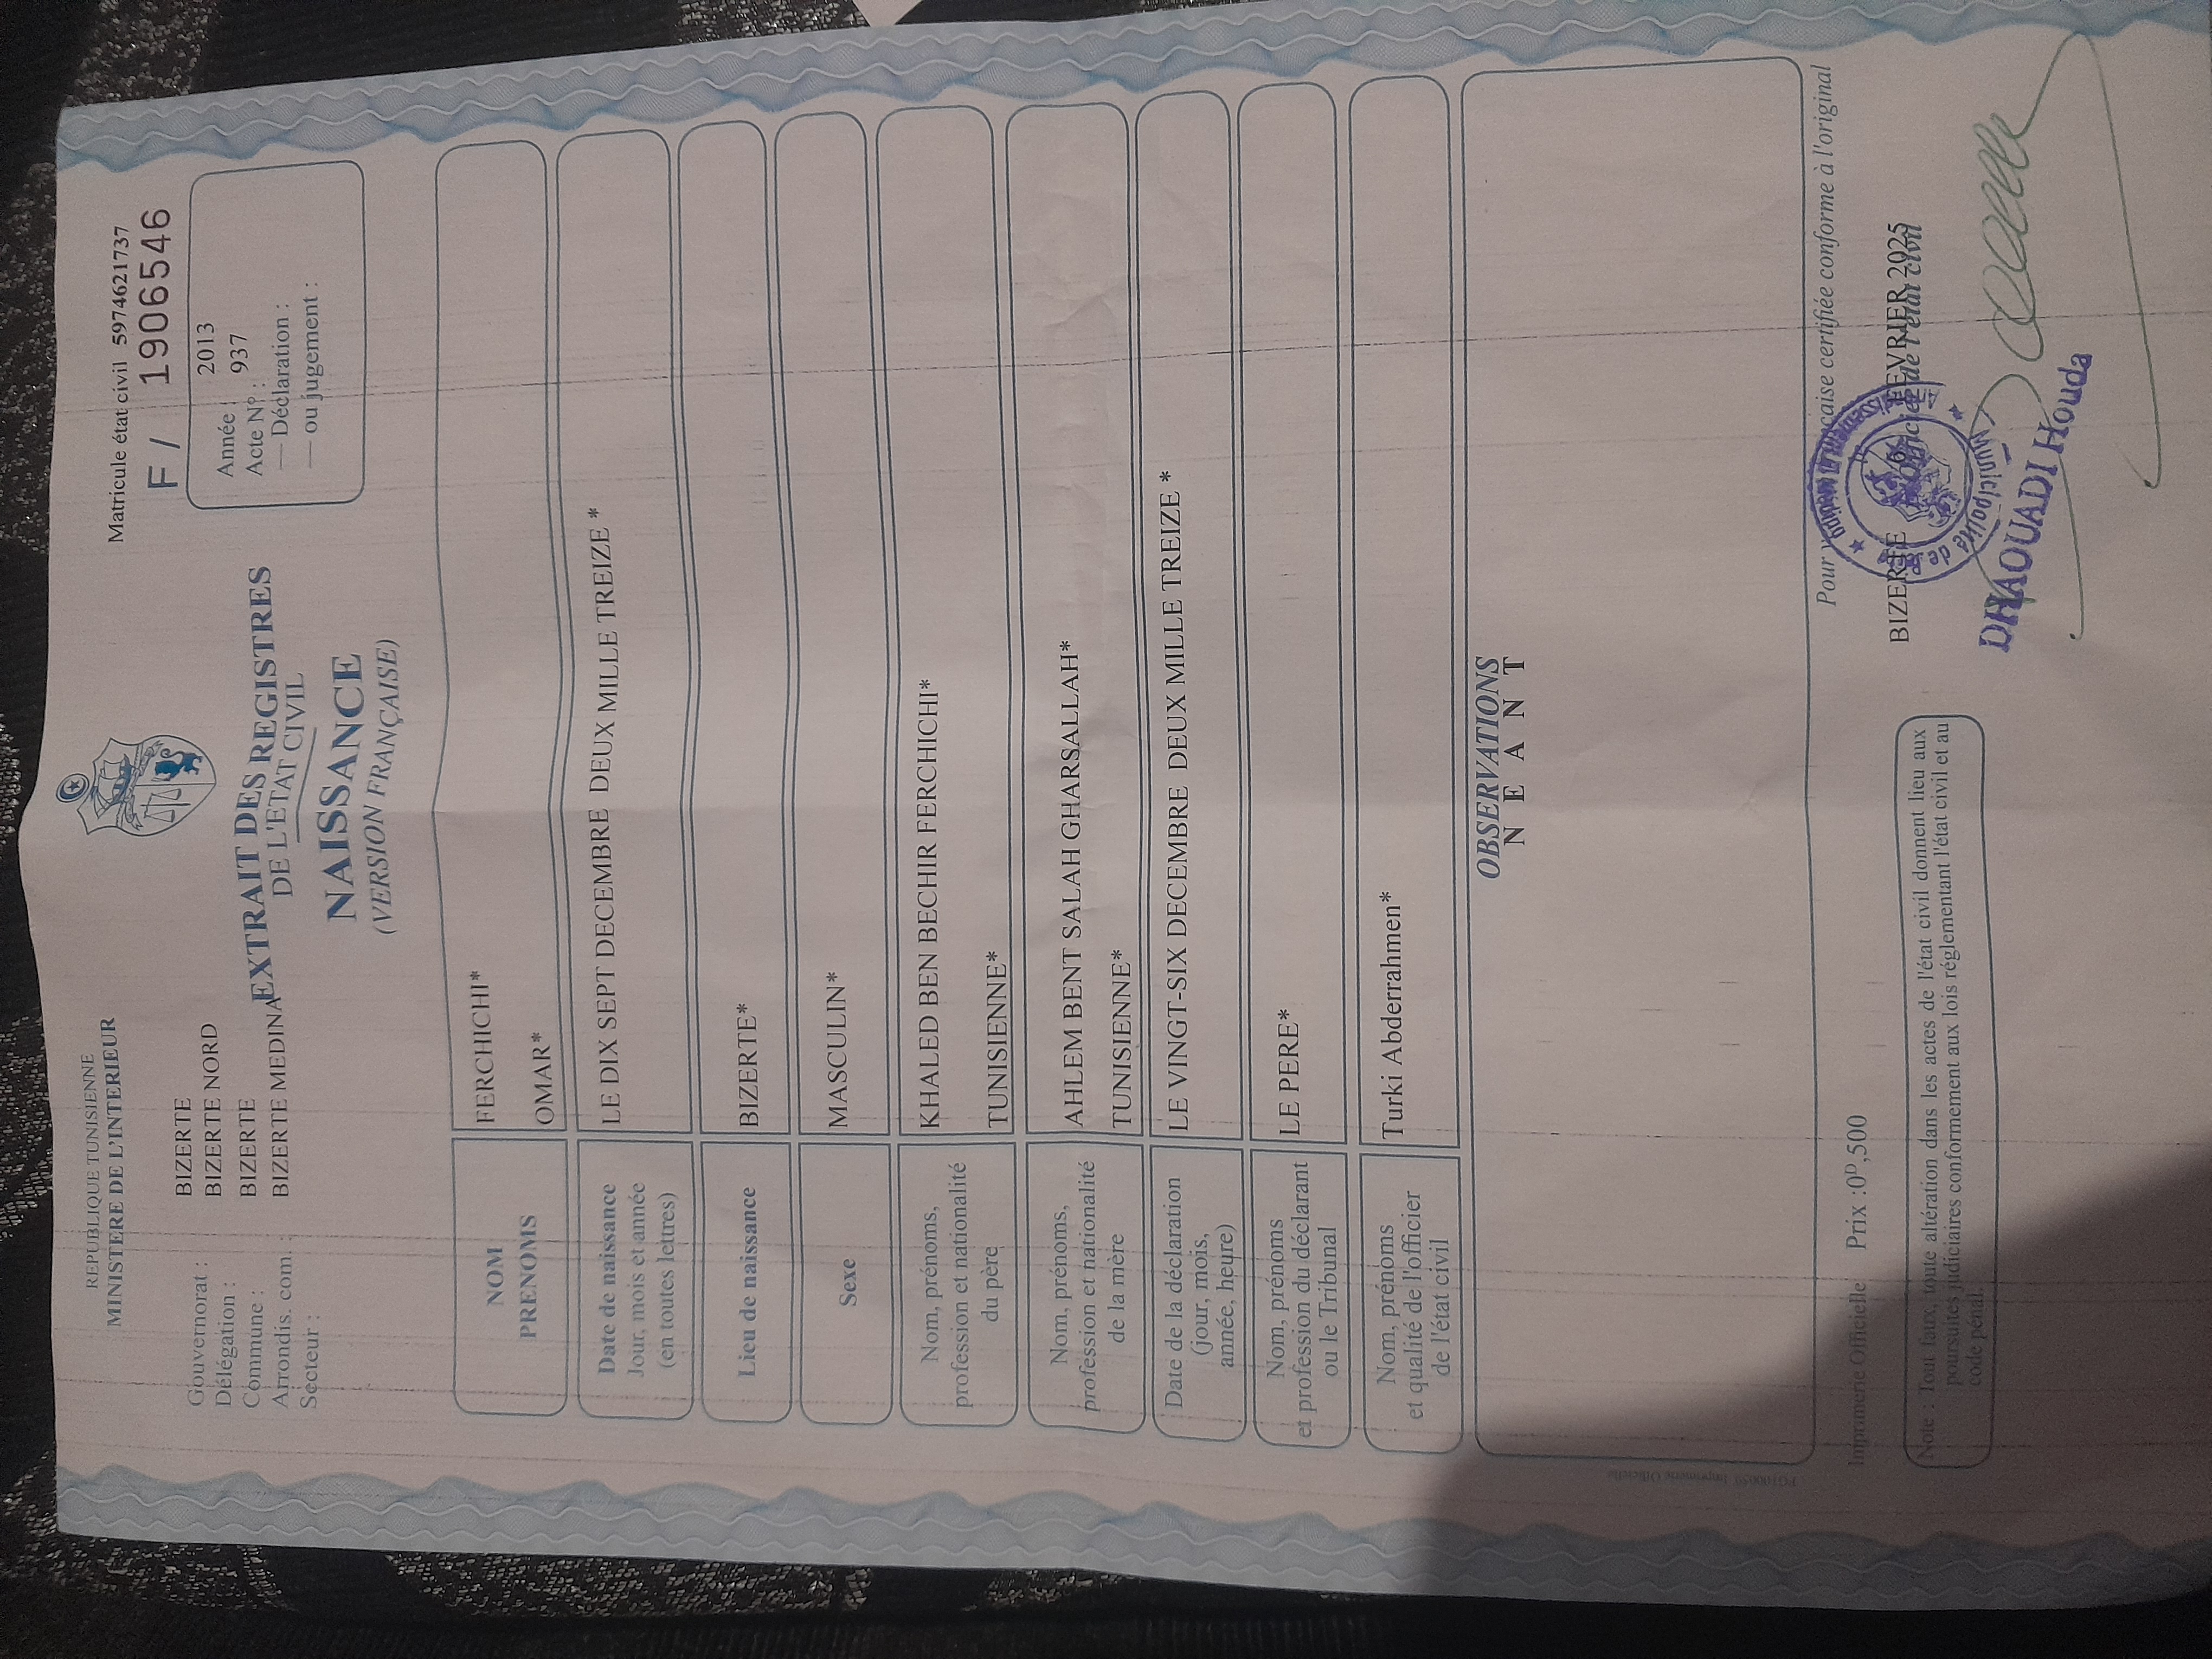 REPUBLIQUE TUNISIENNE
MINISTERE DE L'INTERIEUR
Gouvernorat : BIZERTE
Délégation : BIZERTE NORD
Commune : BIZERTE
Arrondis. com. : BIZERTE MEDINA
Secteur :
EXTRAIT DES REGISTRES
DE L'ETAT CIVIL
NAISSANCE
(VERSION FRANÇAISE)
Matricule état civil 5974621737
F / 1906546
Année : 2013
Acte N° : 937
— Déclaration :
— ou jugement :
NOM
PRENOMS
FERCHICHI*
OMAR*
Date de naissance
Jour, mois et année
(en toutes lettres)
LE DIX SEPT DECEMBRE DEUX MILLE TREIZE *
Lieu de naissance
BIZERTE*
Sexe
MASCULIN*
Nom, prénoms,
profession et nationalité
du père
KHALED BEN BECHIR FERCHICHI*
TUNISIENNE*
Nom, prénoms,
profession et nationalité
de la mère
AHLEM BENT SALAH GHARSALLAH*
TUNISIENNE*
Date de la déclaration
(jour, mois,
année, heure)
LE VINGT-SIX DECEMBRE DEUX MILLE TREIZE *
Nom, prénoms
et profession du déclarant
ou le Tribunal
LE PERE*
Nom, prénoms
et qualité de l'officier
de l'état civil
Turki Abderrahmen*
OBSERVATIONS
N E A N T
Imprimerie Officielle Prix :0ᴰ,500
Pour caise certifiée conforme à l'original
BIZERTE FEVRIER 2025
de l'état civil
Municipalité de
DHAOUADI Houda
Note : Tout faux, toute altération dans les actes de l'état civil donnent lieu aux
poursuites judiciaires conformement aux lois réglementant l'état civil et au
code pénal.